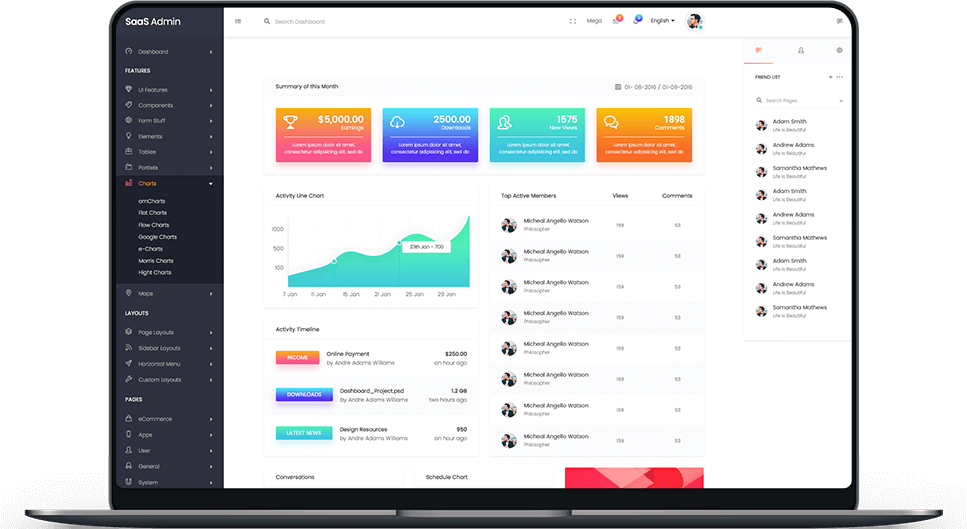 SaaS Admin
Search Dashboard
Mega
English
Dashboard
FEATURES
UI Features
Components
Form Stuff
Elements
Tables
Portlets
Charts
amCharts
Flot Charts
Flow Charts
Google Charts
e-Charts
Morris Charts
Hight Charts
Maps
LAYOUTS
Page Layouts
Sidebar Layouts
Horizontal Menu
Custom Layouts
PAGES
eCommerce
Apps
User
General
System
Summary of this Month
01- 08-2016 / 01-09-2016
$5,000.00
Earnings
Lorem ipsum dolor sit amet,
consectetur adipisicing elit, sed do
2500.00
Downloads
Lorem ipsum dolor sit amet,
consectetur adipisicing elit, sed do
1575
New Views
Lorem ipsum dolor sit amet,
consectetur adipisicing elit, sed do
1898
Comments
Lorem ipsum dolor sit amet,
consectetur adipisicing elit, sed do
Activity Line Chart
1000
500
100
23th Jan - 700
7 Jan 11 Jan 15 Jan 21 Jan 25 Jan 29 Jan
Activity Timeline
INCOME
Online Payment
by Andre Adams Williams
$250.00
an hour ago
DOWNLOADS
Dashboard_Project.psd
by Andre Adams Williams
1.2 GB
two hours ago
LATEST NEWS
Design Resources
by Andre Adams Williams
950
an hour ago
Conversations
Schedule Chart
Top Active Members Views Comments
Micheal Angello Watson
Philosopher
159 53
Micheal Angello Watson
Philosopher
159 53
Micheal Angello Watson
Philosopher
159 53
Micheal Angello Watson
Philosopher
159 53
Micheal Angello Watson
Philosopher
159 53
Micheal Angello Watson
Philosopher
159 53
Micheal Angello Watson
Philosopher
159 53
Micheal Angello Watson
Philosopher
159 53
FRIEND LIST
Search Pages
Adam Smith
Life is Beautiful
Andrew Adams
Life is Beautiful
Samantha Mathews
Life is Beautiful
Adam Smith
Life is Beautiful
Andrew Adams
Life is Beautiful
Samantha Mathews
Life is Beautiful
Adam Smith
Life is Beautiful
Andrew Adams
Life is Beautiful
Samantha Mathews
Life is Beautiful